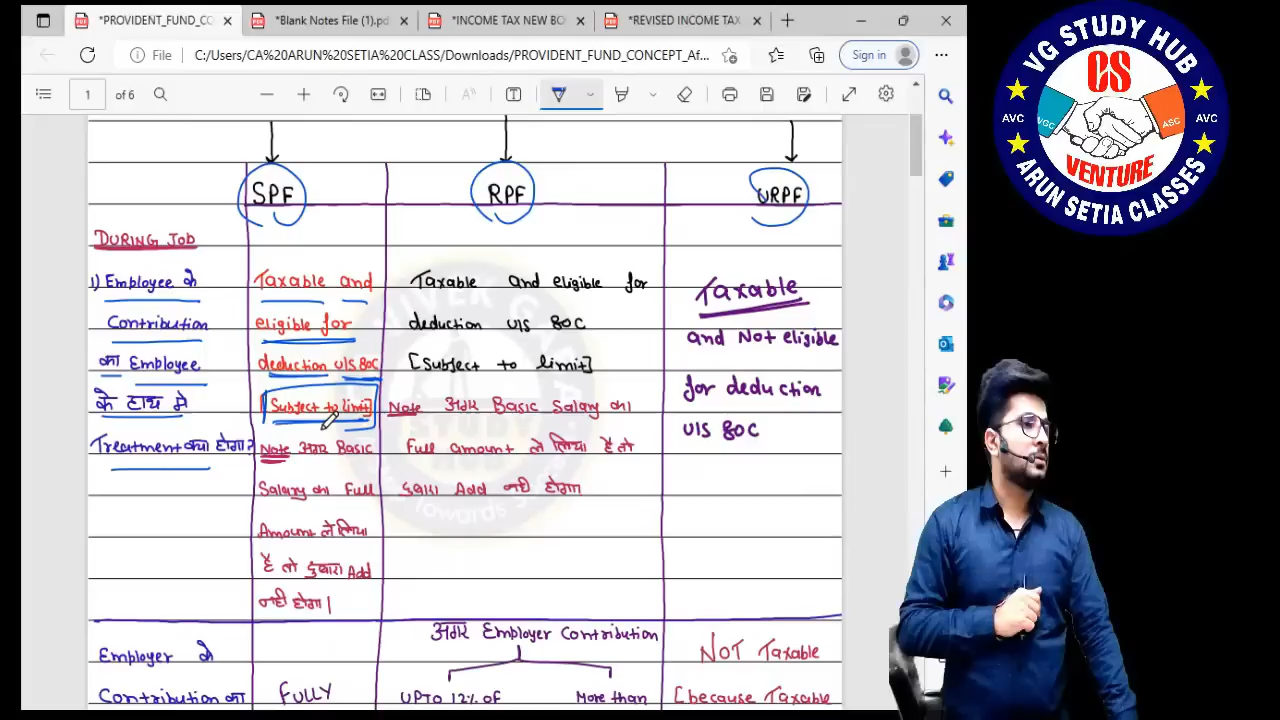 *PROVIDENT_FUND_CO
*Blank Notes File (1).pdf
*INCOME TAX NEW BO
*REVISED INCOME TAX
File
C:/Users/CA%20ARUN%20SETIA%20CLASS/Downloads/PROVIDENT_FUND_CONCEPT_Af...
Sign in
1 of 6
SPF
RPF
URPF
DURING JOB
1) Employee के
Contribution
का Employee
के हाथ मे
Treatment क्या होगा?
Taxable and
eligible for
deduction U/S 80C
[Subject to limit]
Note अगर Basic
Salary का Full
Amount ले लिया
है तो दुबारा Add
नही होगा।
Taxable and eligible for
deduction U/S 80C
[Subject to limit]
Note अगर Basic Salary का
Full amount ले लिया है तो
दुबारा Add नही होगा
Taxable
and Not eligible
for deduction
U/S 80C
Employer के
Contribution का
FULLY
अगर Employer Contribution
UPTO 12% of
More than
NOT Taxable
[because Taxable
VG STUDY HUB
CS
AVC
AVC
VGC
ASC
VENTURE
ARUN SETIA CLASSES